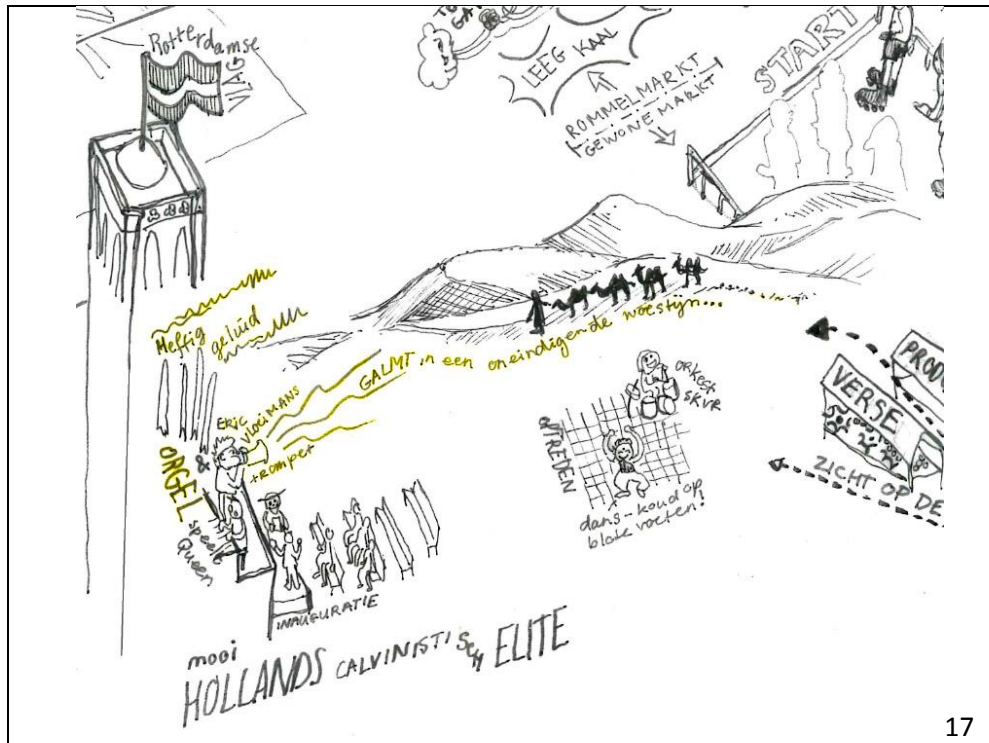 Rotterdamse
VLAG
LEEG KAAL
ROMMELMARKT
GEWONE MARKT
START
Heftig
geluid
GALMT in een oneindigende woestijn...
ERIC
VLOEIMANS
trompet
&
ORGEL
speelt
Queen
INAUGURATIE
mooi
HOLLANDS CALVINISTISCH ELITE
orkest
SKVR
OPTREDEN
dans-koud op
blote voeten!
PRODU
VERSE
ZICHT OP DE
17